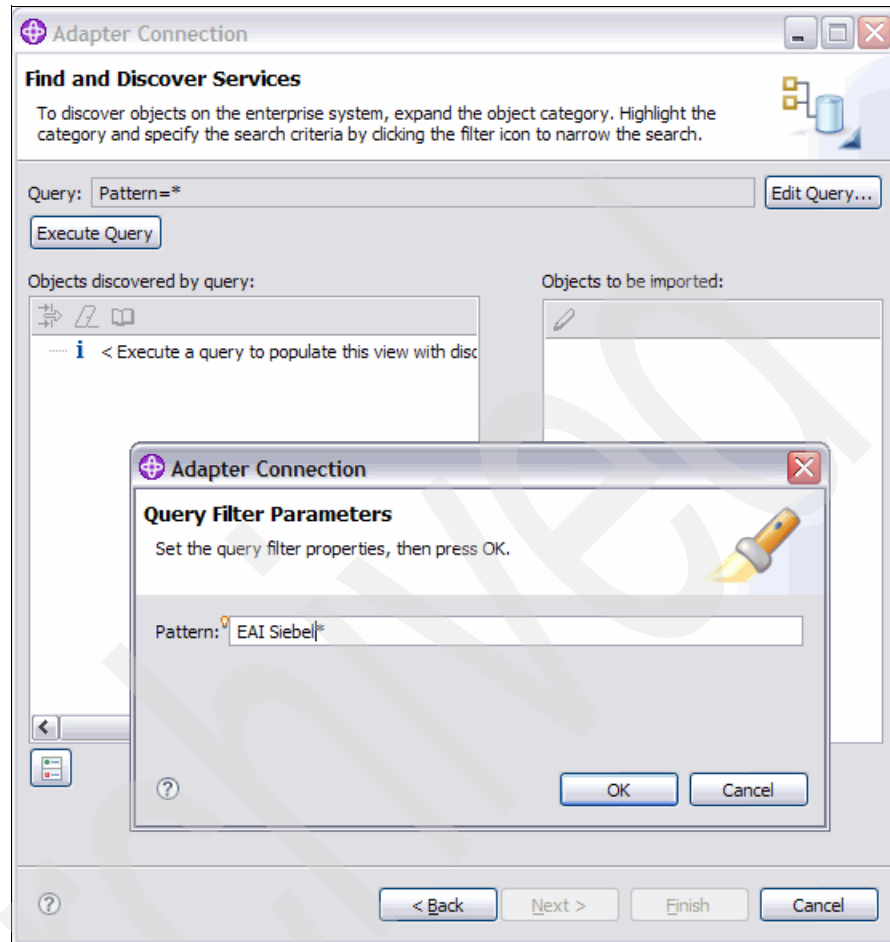 Adapter Connection
Find and Discover Services
To discover objects on the enterprise system, expand the object category. Highlight the
category and specify the search criteria by clicking the filter icon to narrow the search.
Query: Pattern=* Edit Query...
Execute Query
Objects discovered by query: Objects to be imported:
i < Execute a query to populate this view with disc
Adapter Connection
Query Filter Parameters
Set the query filter properties, then press OK.
Pattern: EAI Siebel*
? OK Cancel
? < Back Next > Finish Cancel